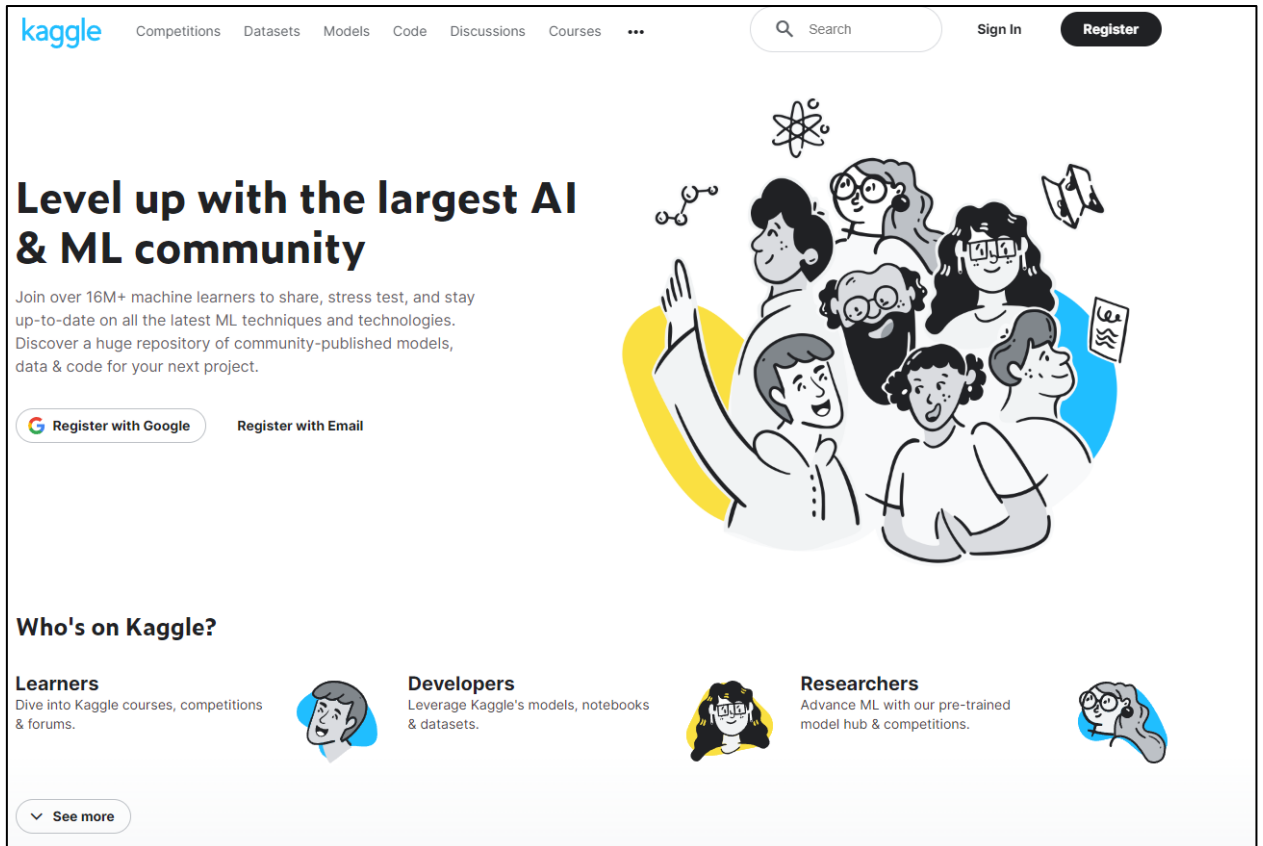 kaggle Competitions Datasets Models Code Discussions Courses ••• Search Sign In Register
Level up with the largest AI
& ML community
Join over 16M+ machine learners to share, stress test, and stay
up-to-date on all the latest ML techniques and technologies.
Discover a huge repository of community-published models,
data & code for your next project.
Register with Google Register with Email
Who's on Kaggle?
Learners
Dive into Kaggle courses, competitions
& forums.
Developers
Leverage Kaggle's models, notebooks
& datasets.
Researchers
Advance ML with our pre-trained
model hub & competitions.
See more